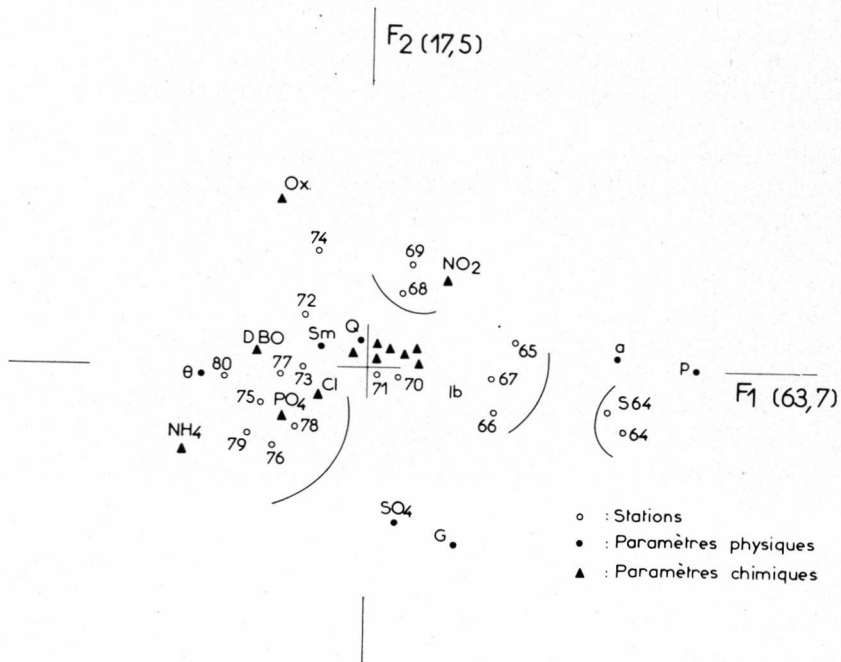 F2 (17,5)
Ox.
74
69
NO2
68
72
DBO
Sm
Q
65
a
θ
80
77
73
71
70
Ib
67
P
F1 (63,7)
Cl
75
PO4
66
S64
64
NH4
79
76
78
SO4
G
○ : Stations
● : Paramètres physiques
▲ : Paramètres chimiques